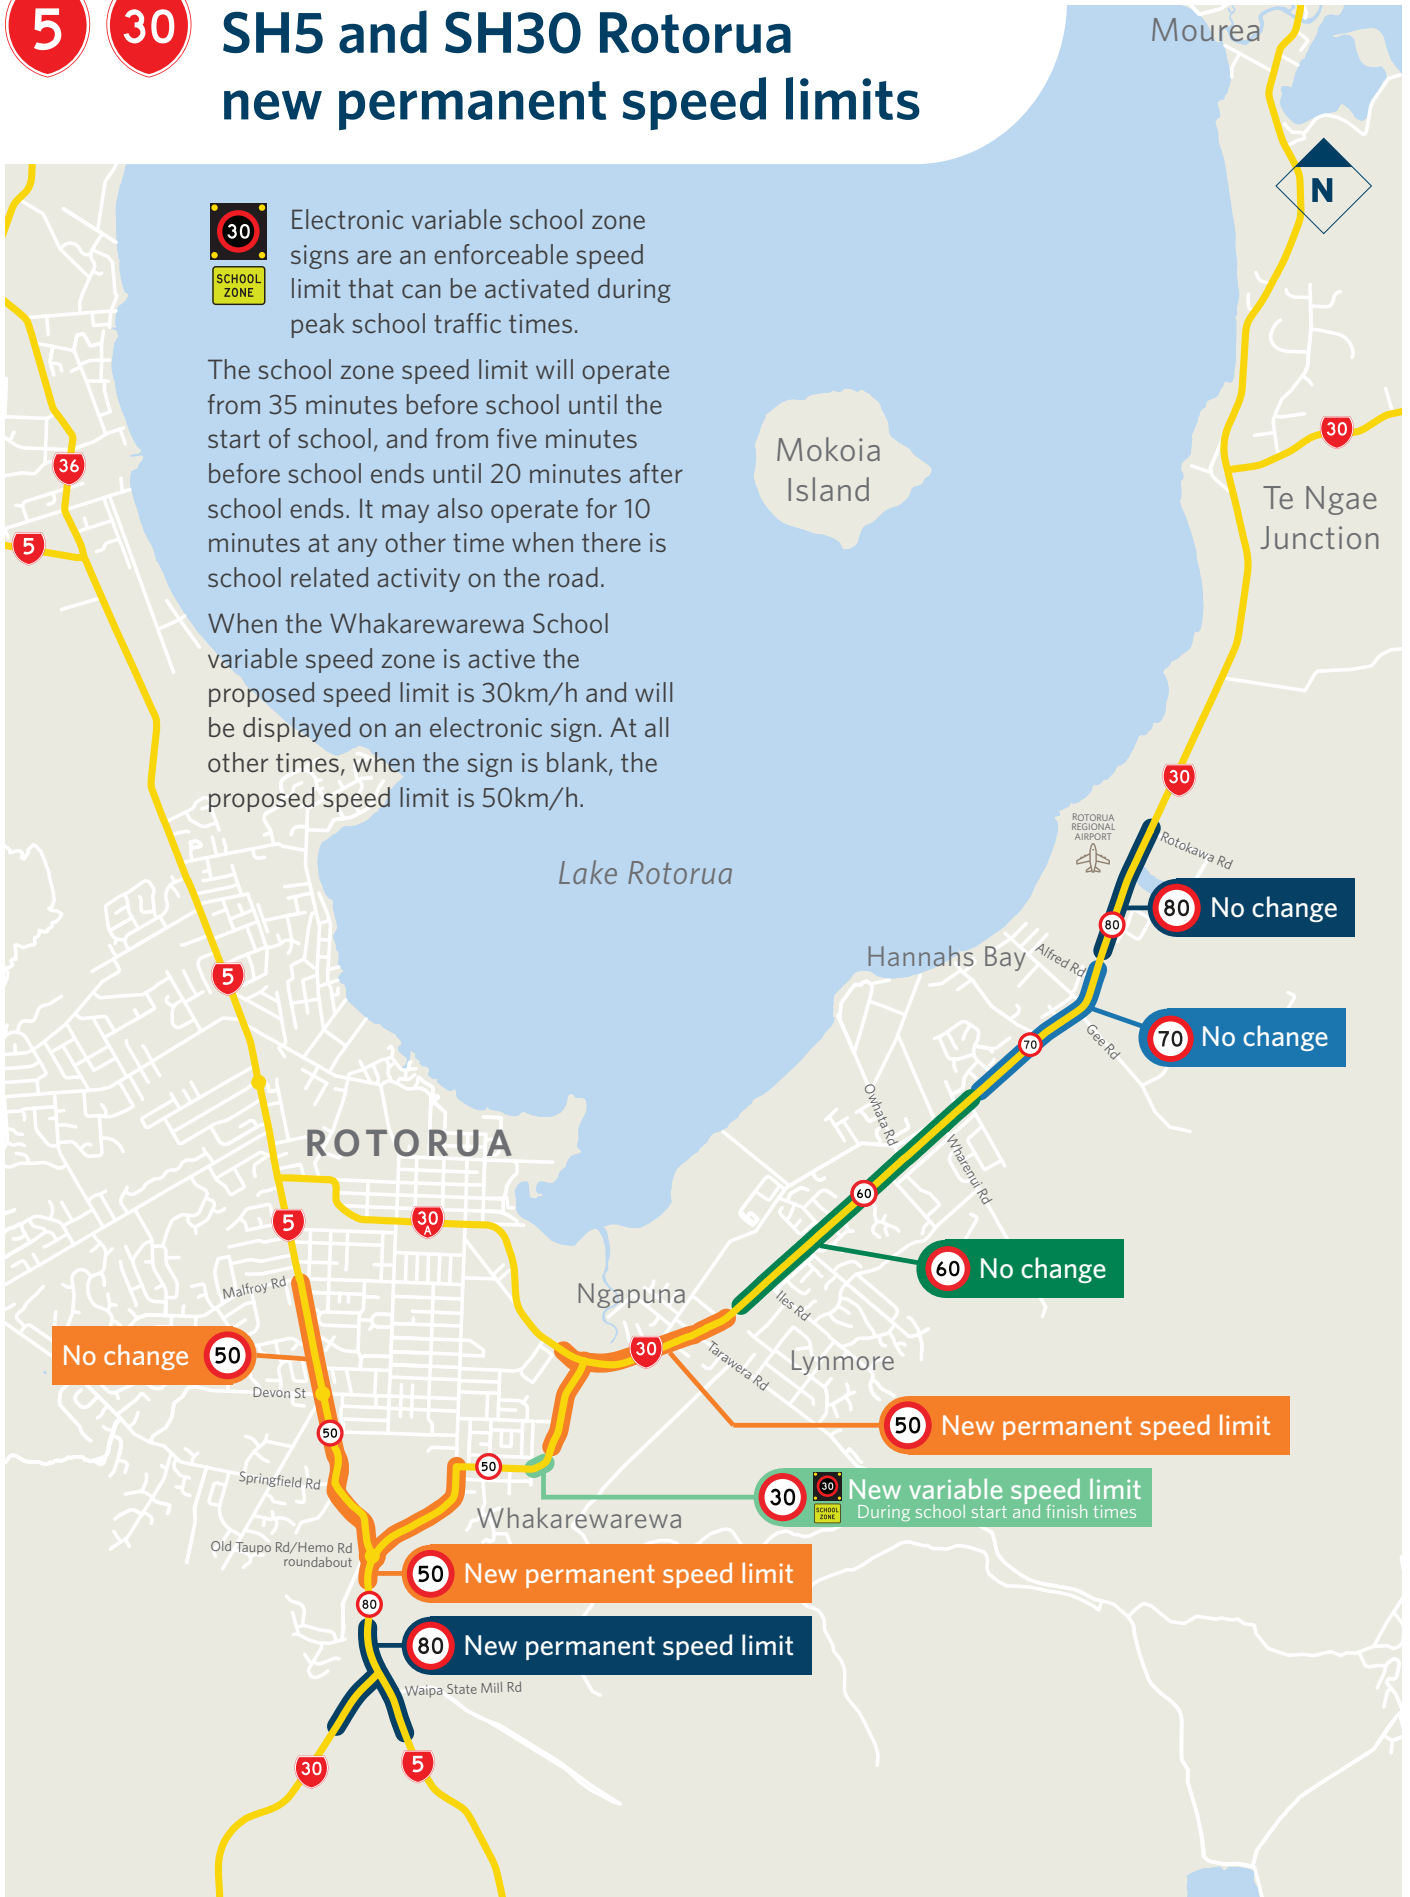 5
30
SH5 and SH30 Rotorua
new permanent speed limits
Mourea
N
30
SCHOOL
ZONE
Electronic variable school zone
signs are an enforceable speed
limit that can be activated during
peak school traffic times.
The school zone speed limit will operate
from 35 minutes before school until the
start of school, and from five minutes
before school ends until 20 minutes after
school ends. It may also operate for 10
minutes at any other time when there is
school related activity on the road.
When the Whakarewarewa School
variable speed zone is active the
proposed speed limit is 30km/h and will
be displayed on an electronic sign. At all
other times, when the sign is blank, the
proposed speed limit is 50km/h.
Mokoia
Island
30
Te Ngae
Junction
36
5
30
ROTORUA
REGIONAL
AIRPORT
Rotokawa Rd
Lake Rotorua
80 No change
80
Hannahs Bay
Alfred Rd
5
70 No change
70
Gee Rd
Owhata Rd
Wharenui Rd
ROTORUA
60
5
30
A
60 No change
Malfroy Rd
Ngapuna
Iles Rd
No change 50
30
Tarawera Rd
Lynmore
Devon St
50
50 New permanent speed limit
50
Springfield Rd
30
30
SCHOOL
ZONE
New variable speed limit
During school start and finish times
Whakarewarewa
Old Taupo Rd/Hemo Rd
roundabout
50 New permanent speed limit
80
80 New permanent speed limit
Waipa State Mill Rd
30
5